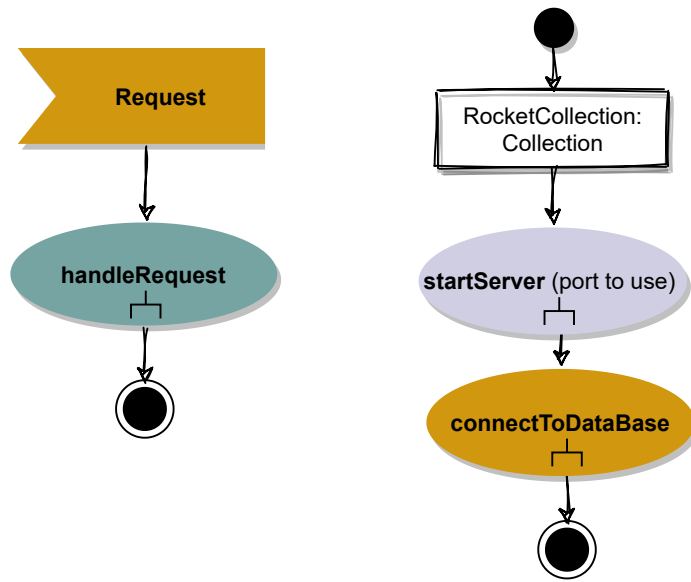 Request
handleRequest
RocketCollection:
Collection
startServer (port to use)
connectToDataBase